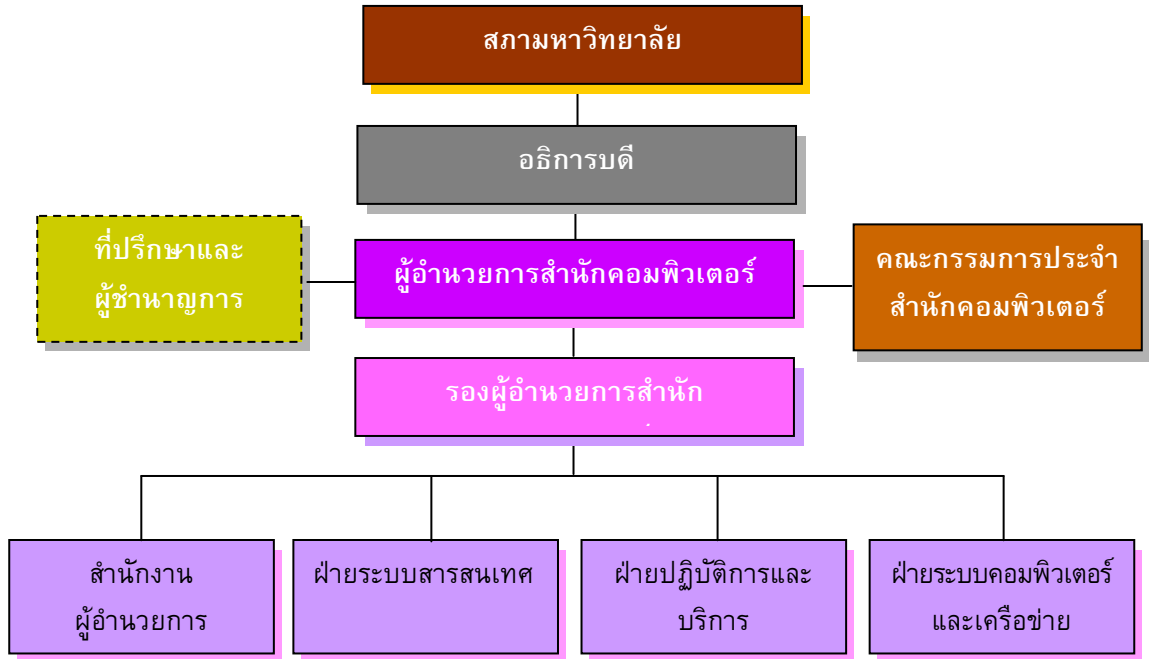 สภามหาวิทยาลัย
อธิการบดี
ที่ปรึกษาและ
ผู้ชำนาญการ
ผู้อำนวยการสำนักคอมพิวเตอร์
คณะกรรมการประจำ
สำนักคอมพิวเตอร์
รองผู้อำนวยการสำนัก
สำนักงาน
ผู้อำนวยการ
ฝ่ายระบบสารสนเทศ
ฝ่ายปฏิบัติการและ
บริการ
ฝ่ายระบบคอมพิวเตอร์
และเครือข่าย